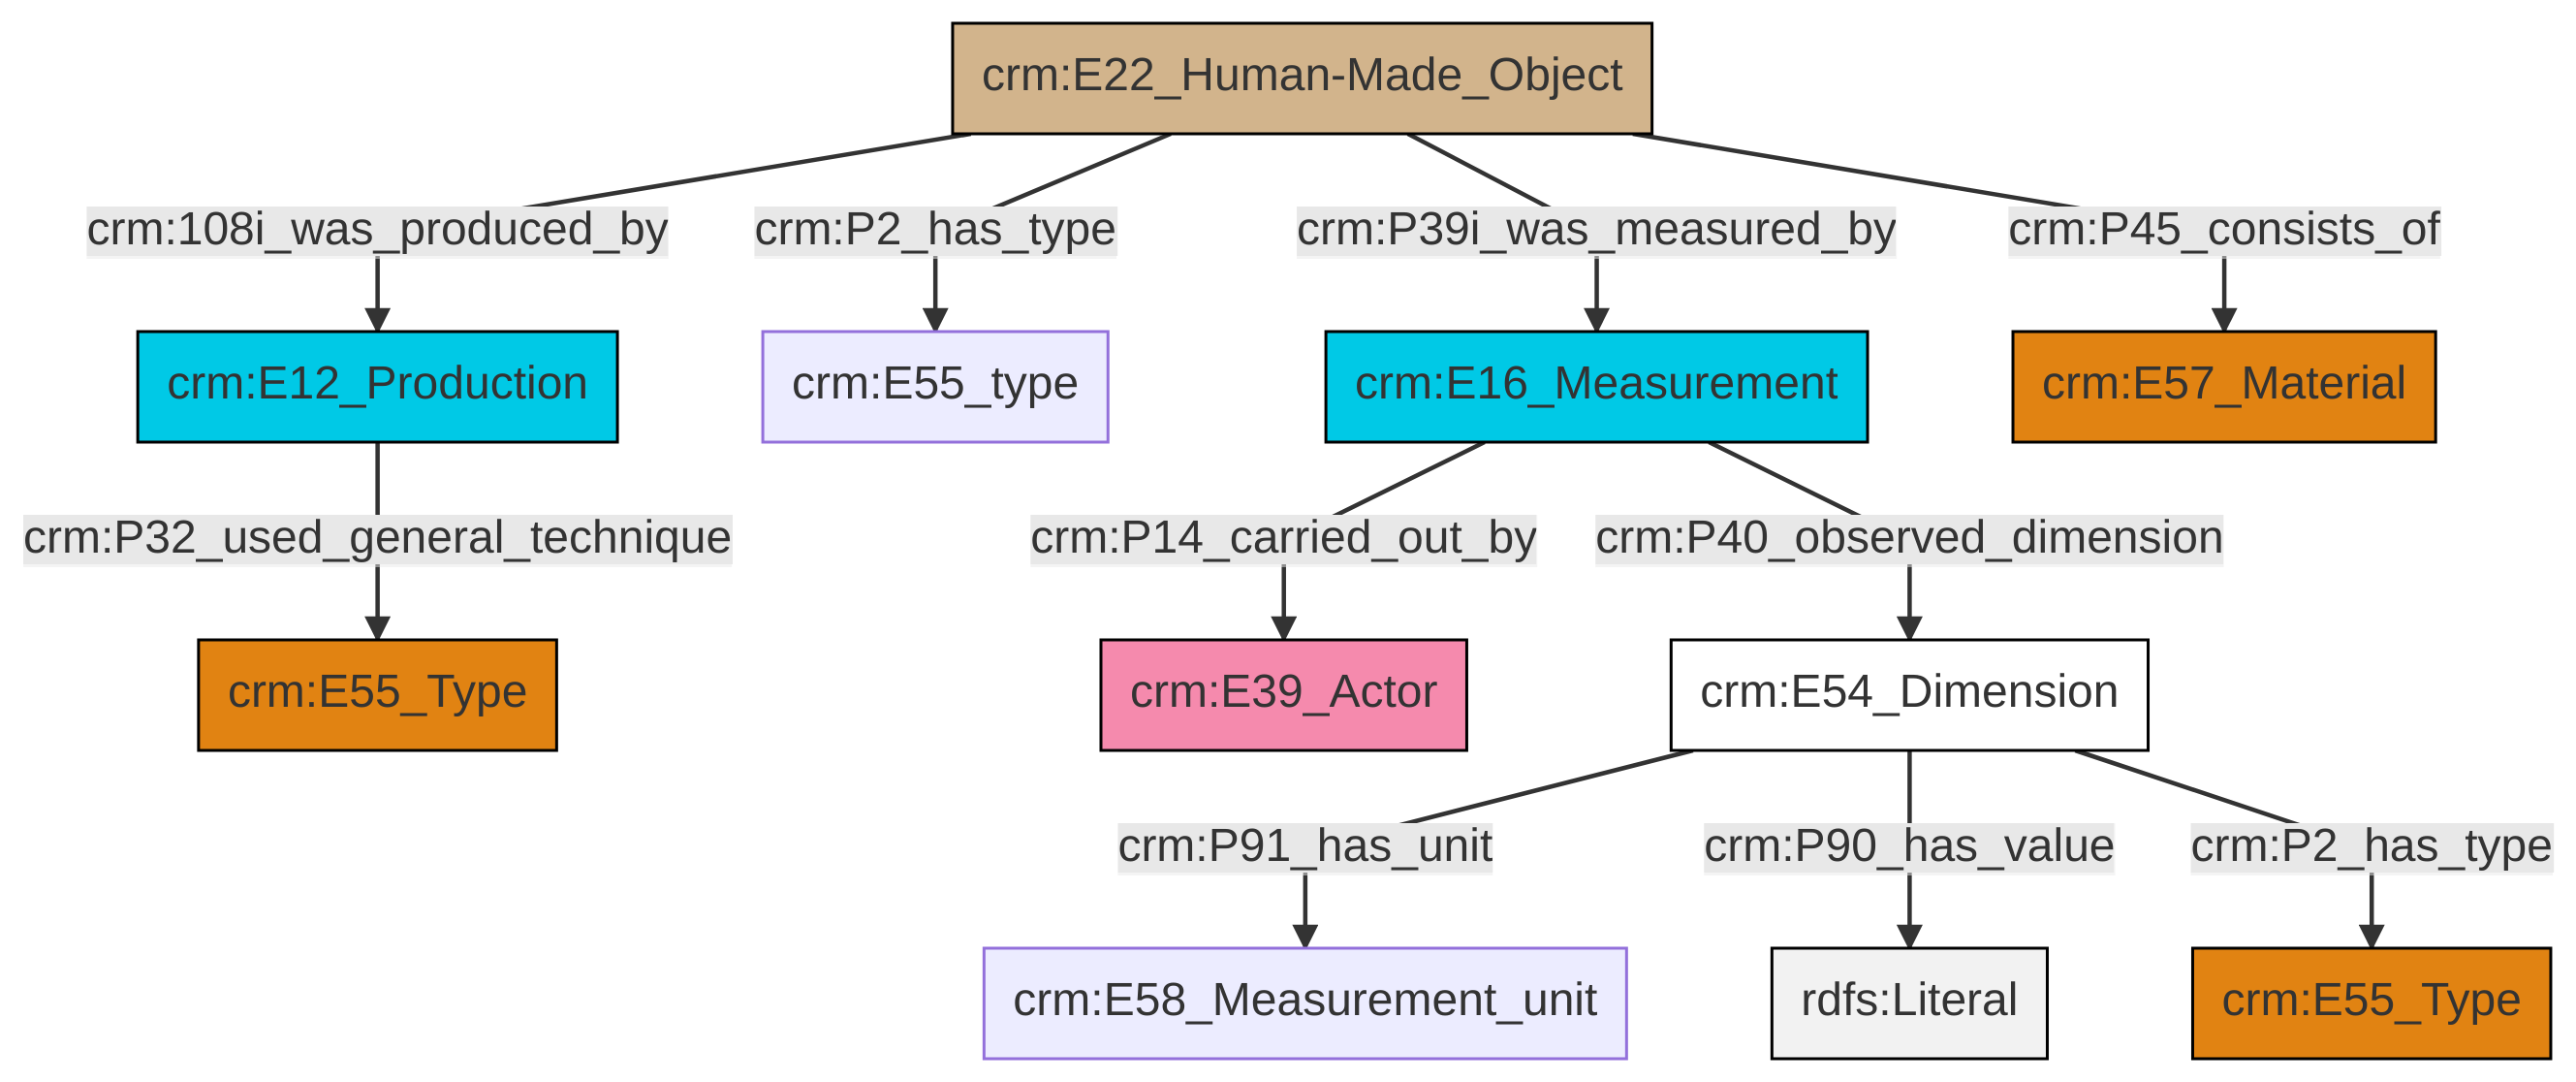 crm:E22_Human-Made_Object
crm:108i_was_produced_by
crm:P2_has_type
crm:P39i_was_measured_by
crm:P45_consists_of
crm:E12_Production
crm:E55_type
crm:E16_Measurement
crm:E57_Material
crm:P32_used_general_technique
crm:P14_carried_out_by
crm:P40_observed_dimension
crm:E55_Type
crm:E39_Actor
crm:E54_Dimension
crm:P91_has_unit
crm:P90_has_value
crm:P2_has_type
crm:E58_Measurement_unit
rdfs:Literal
crm:E55_Type